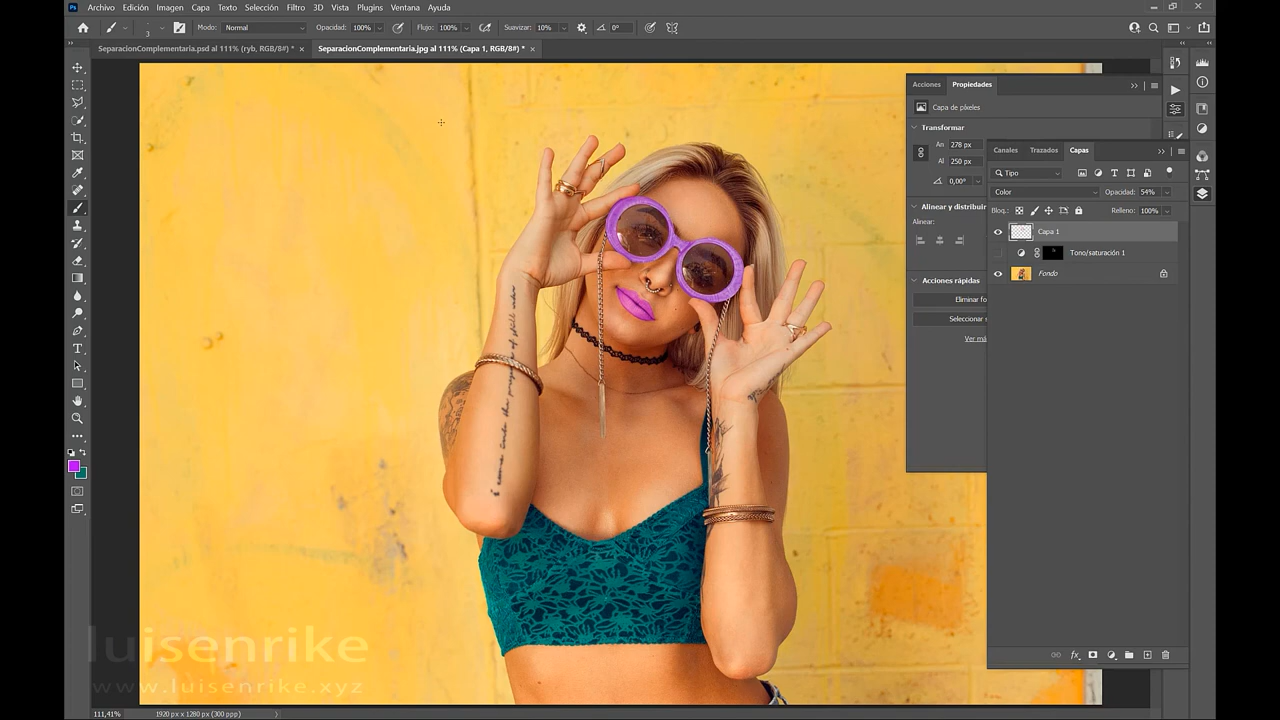 Ps Archivo Edición Imagen Capa Texto Selección Filtro 3D Vista Plugins Ventana Ayuda
3 Modo: Normal Opacidad: 100% Flujo: 100% Suavizar: 10% 0°
SeparacionComplementaria.psd al 111% (ryb, RGB/8#) * × SeparacionComplementaria.jpg al 111% (Capa 1, RGB/8#) * ×
Acciones Propiedades
Capa de píxeles
Transformar
An 278 px
Al 250 px
0,00°
Alinear y distribuir
Alinear:
Acciones rápidas
Eliminar fo
Seleccionar
Ver más
Canales Trazados Capas
Tipo
Color Opacidad: 54%
Bloq.: Relleno: 100%
Capa 1
Tono/saturación 1
Fondo
fx
luisenrike
www.luisenrike.xyz
111,41% 1920 px x 1280 px (300 ppp)